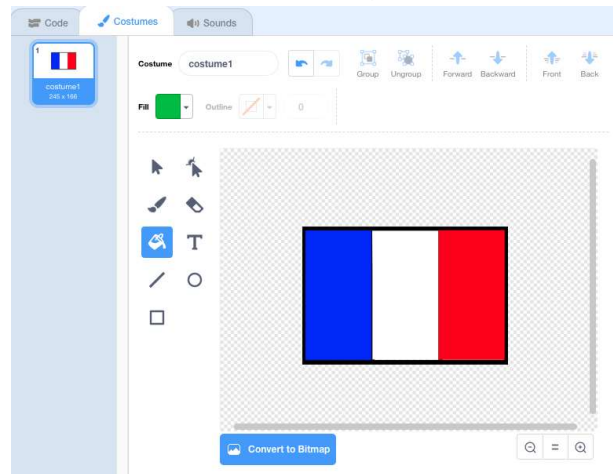 Code
Costumes
Sounds
1
costume1
245 x 166
Costume
costume1
Group
Ungroup
Forward
Backward
Front
Back
Fill
Outline
0
T
Convert to Bitmap